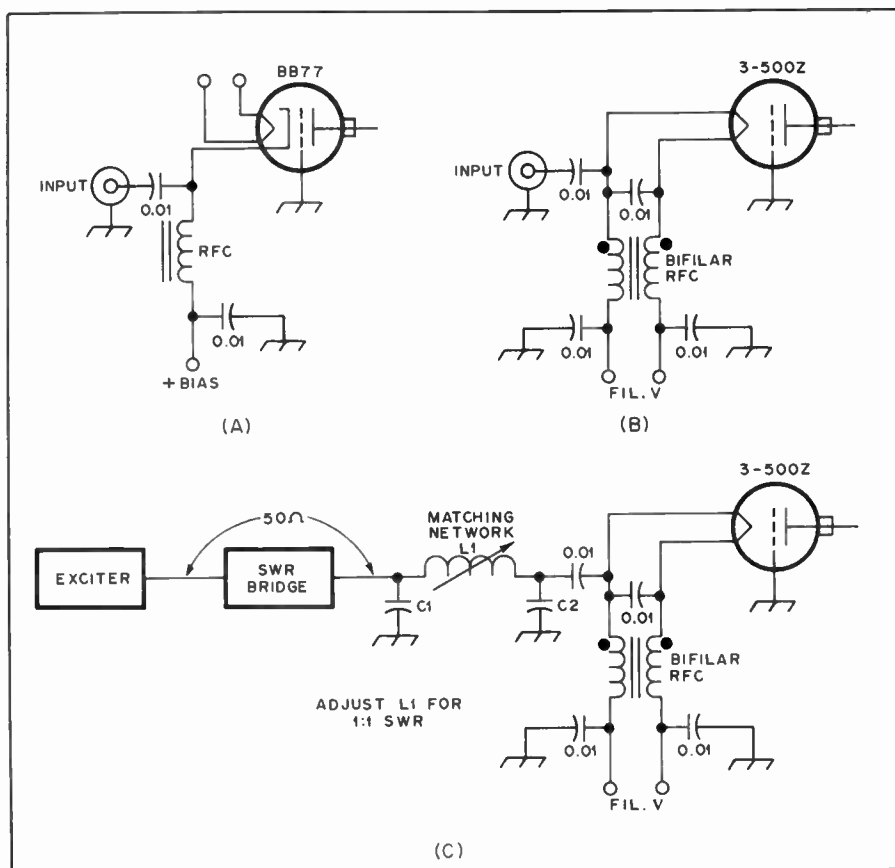 BB77
INPUT
0.01
RFC
0.01
+ BIAS
(A)
3-500Z
INPUT
0.01
0.01
BIFILAR
RFC
0.01
0.01
FIL. V
(B)
50Ω
EXCITER
SWR
BRIDGE
MATCHING
NETWORK
L1
C1
C2
0.01
3-500Z
0.01
BIFILAR
RFC
ADJUST L1 FOR
1:1 SWR
0.01
0.01
FIL. V
(C)